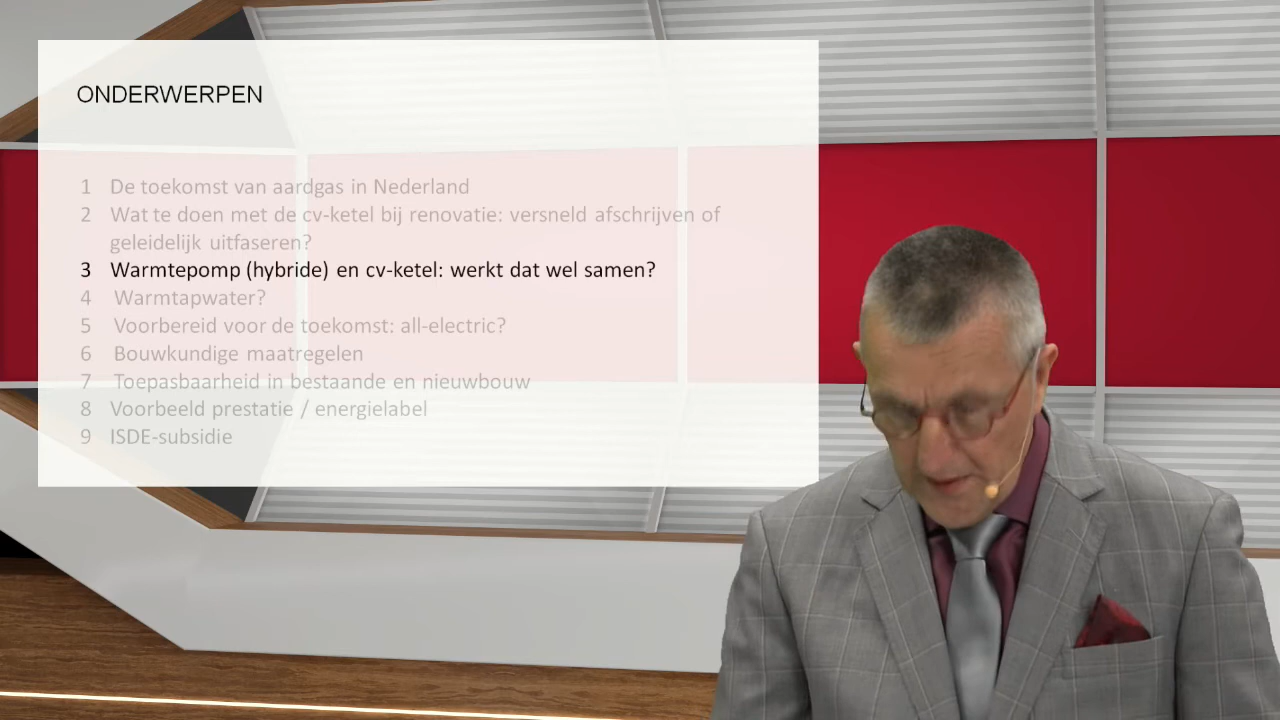 ONDERWERPEN
1 De toekomst van aardgas in Nederland
2 Wat te doen met de cv-ketel bij renovatie: versneld afschrijven of
geleidelijk uitfaseren?
3 Warmtepomp (hybride) en cv-ketel: werkt dat wel samen?
4 Warmtapwater?
5 Voorbereid voor de toekomst: all-electric?
6 Bouwkundige maatregelen
7 Toepasbaarheid in bestaande en nieuwbouw
8 Voorbeeld prestatie / energielabel
9 ISDE-subsidie